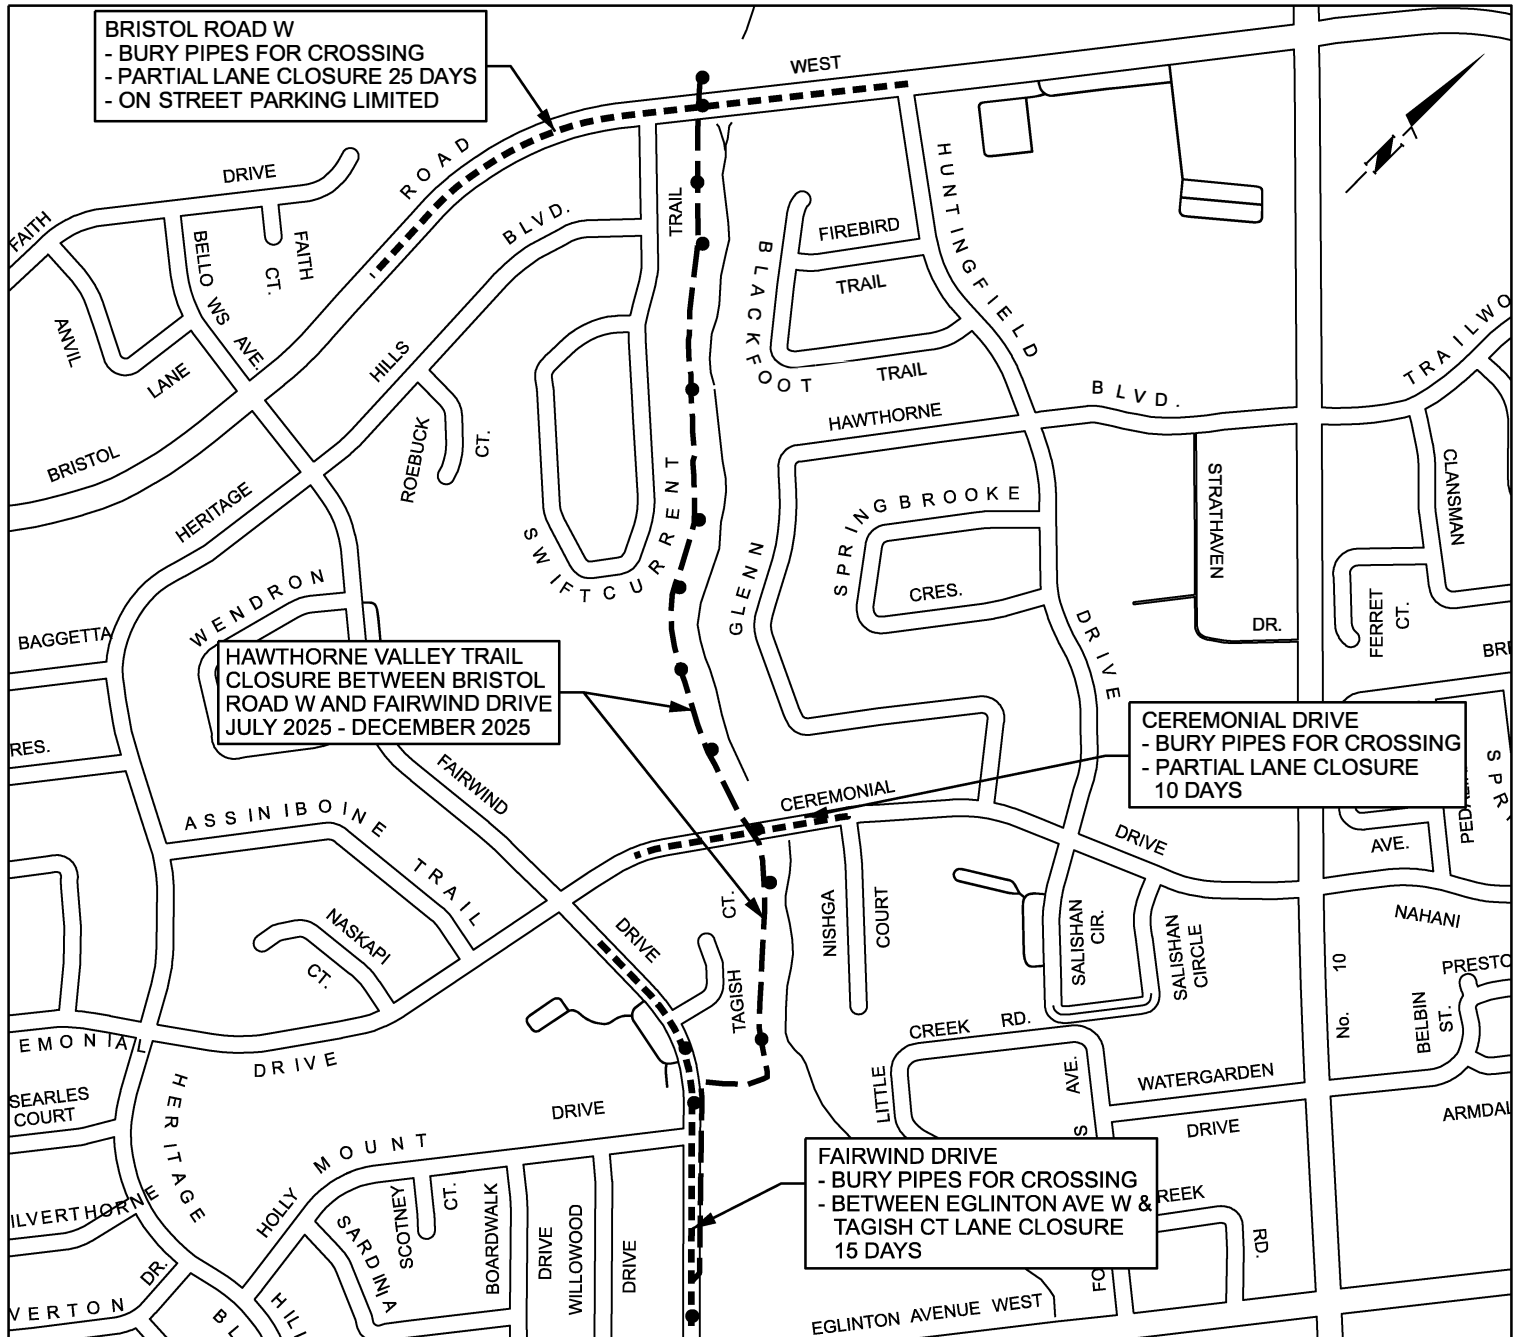 BRISTOL ROAD W
- BURY PIPES FOR CROSSING
- PARTIAL LANE CLOSURE 25 DAYS
- ON STREET PARKING LIMITED
WEST
ROAD
N
DRIVE
FAITH
FAITH
CT.
BELLOWS AVE.
ANVIL
LANE
BLVD.
HILLS
TRAIL
FIREBIRD
TRAIL
BLACKFOOT
TRAIL
HUNTINGFIELD
BLVD.
HAWTHORNE
TRAILWO
BRISTOL
HERITAGE
ROEBUCK
CT.
SWIFTCURRENT
GLENN
SPRINGBROOKE
CRES.
STRATHAVEN
DR.
CLANSMAN
FERRET
CT.
BAGGETTA
WENDRON
DRIVE
BRI
HAWTHORNE VALLEY TRAIL
CLOSURE BETWEEN BRISTOL
ROAD W AND FAIRWIND DRIVE
JULY 2025 - DECEMBER 2025
CEREMONIAL DRIVE
- BURY PIPES FOR CROSSING
- PARTIAL LANE CLOSURE
10 DAYS
RES.
FAIRWIND
CEREMONIAL
DRIVE
SPR
AVE.
ASSINIBOINE
TRAIL
NASKAPI
CT.
DRIVE
CT.
TAGISH
NISHGA
COURT
SALISHAN
CIR.
SALISHAN
CIRCLE
NAHANI
No. 10
PRESTO
BELBIN
ST.
EMONIAL
DRIVE
CREEK RD.
LITTLE
AVE.
WATERGARDEN
DRIVE
ARMDAL
SEARLES
COURT
HERITAGE
DRIVE
MOUNT
HOLLY
FAIRWIND DRIVE
- BURY PIPES FOR CROSSING
- BETWEEN EGLINTON AVE W &
TAGISH CT LANE CLOSURE
15 DAYS
S
REEK
RD.
FO
ILVERTHORNE
DR.
VERTON
BL
HILL
SARDINIA
SCOTNEY
CT.
BOARDWALK
DRIVE
WILLOWOOD
DRIVE
EGLINTON AVENUE WEST